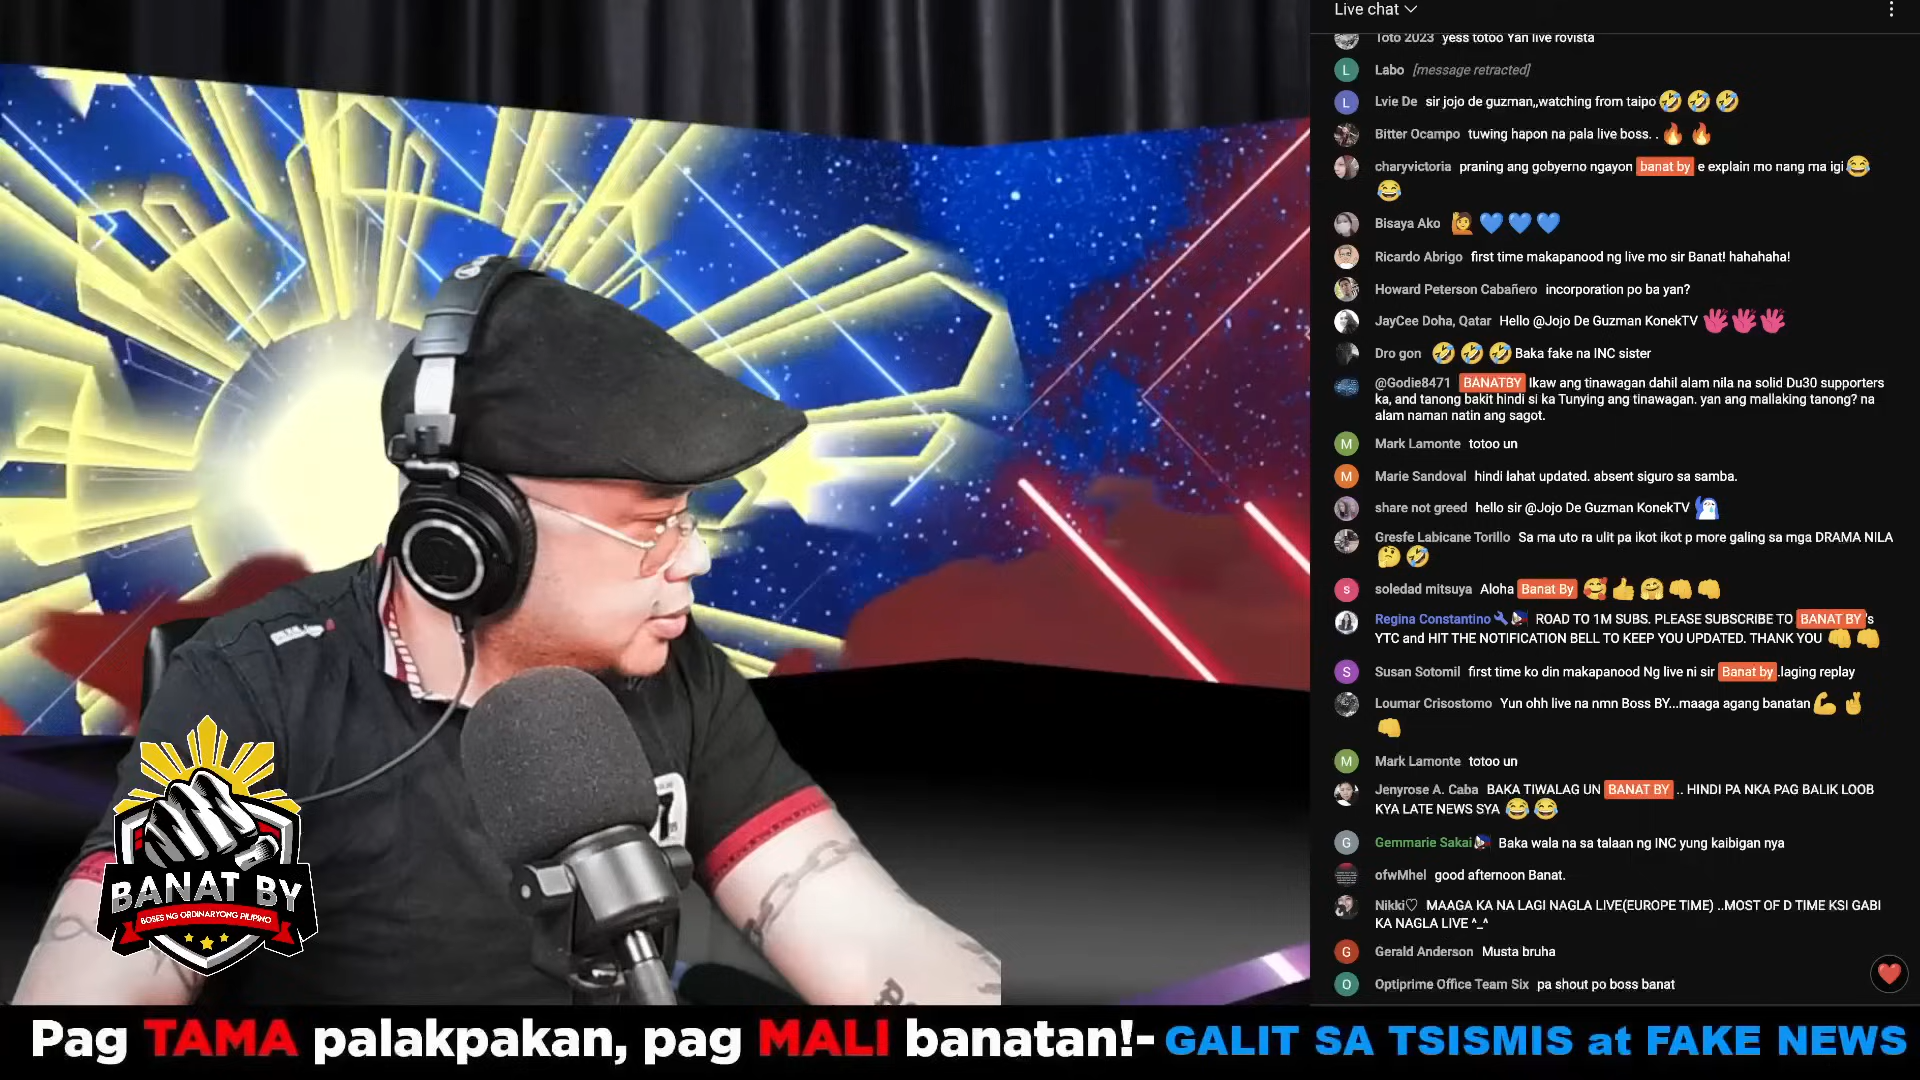 Live chat
Toto 2023 yess totoo Yan live rovista
Labo [message retracted]
Lvie De sir jojo de guzman,,watching from taipo
Bitter Ocampo tuwing hapon na pala live boss. .
charyvictoria praning ang gobyerno ngayon banat by e explain mo nang ma igi
Bisaya Ako
Ricardo Abrigo first time makapanood ng live mo sir Banat! hahahaha!
Howard Peterson Cabañero incorporation po ba yan?
JayCee Doha, Qatar Hello @Jojo De Guzman KonekTV
Dro gon Baka fake na INC sister
@Godie8471 BANATBY Ikaw ang tinawagan dahil alam nila na solid Du30 supporters
ka, and tanong bakit hindi si ka Tunying ang tinawagan. yan ang mallaking tanong? na
alam naman natin ang sagot.
Mark Lamonte totoo un
Marie Sandoval hindi lahat updated. absent siguro sa samba.
share not greed hello sir @Jojo De Guzman KonekTV
Gresfe Labicane Torillo Sa ma uto ra ulit pa ikot ikot p more galing sa mga DRAMA NILA
soledad mitsuya Aloha Banat By
Regina Constantino ROAD TO 1M SUBS. PLEASE SUBSCRIBE TO BANAT BY's
YTC and HIT THE NOTIFICATION BELL TO KEEP YOU UPDATED. THANK YOU
Susan Sotomil first time ko din makapanood Ng live ni sir Banat by .laging replay
Loumar Crisostomo Yun ohh live na nmn Boss BY...maaga agang banatan
Mark Lamonte totoo un
Jenyrose A. Caba BAKA TIWALAG UN BANAT BY .. HINDI PA NKA PAG BALIK LOOB
KYA LATE NEWS SYA
Gemmarie Sakai Baka wala na sa talaan ng INC yung kaibigan nya
ofwMhel good afternoon Banat.
Nikki♡ MAAGA KA NA LAGI NAGLA LIVE(EUROPE TIME) ..MOST OF D TIME KSI GABI
KA NAGLA LIVE ^_^
Gerald Anderson Musta bruha
Optiprime Office Team Six pa shout po boss banat
BANAT BY
BOSES NG ORDINARYONG PILIPINO
7
Pag TAMA palakpakan, pag MALI banatan!- GALIT SA TSISMIS at FAKE NEWS